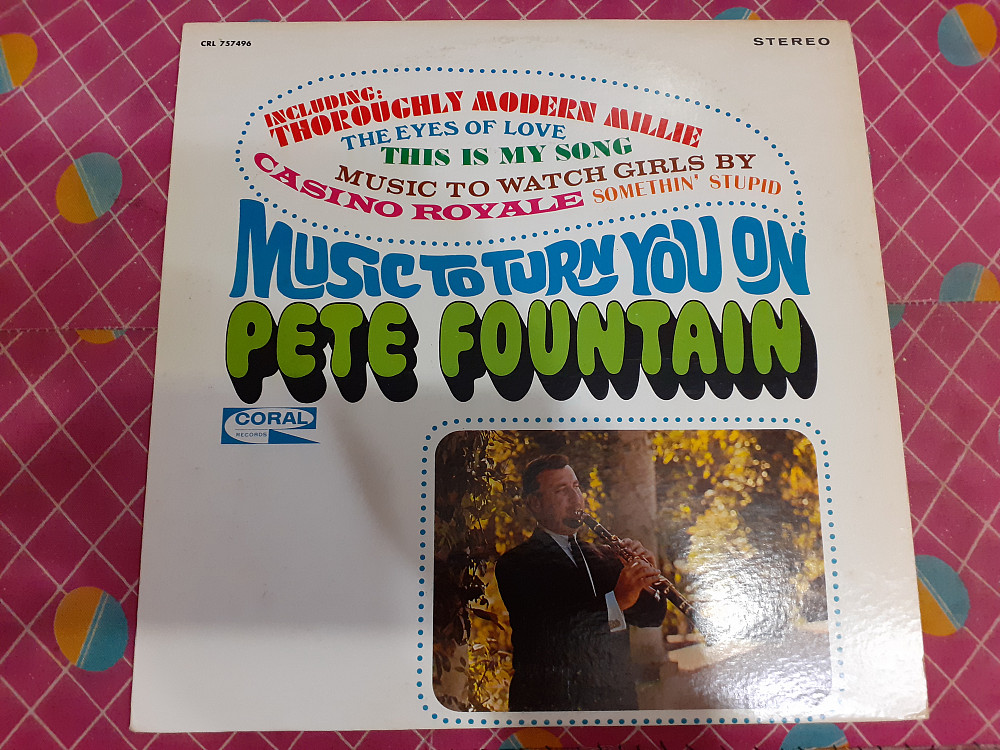 CRL 757496
STEREO
INCLUDING:
THOROUGHLY MODERN MILLIE
THE EYES OF LOVE
THIS IS MY SONG
MUSIC TO WATCH GIRLS BY
CASINO ROYALE
SOMETHIN' STUPID
MUSIC TO TURN YOU ON
PETE FOUNTAIN
CORAL
RECORDS